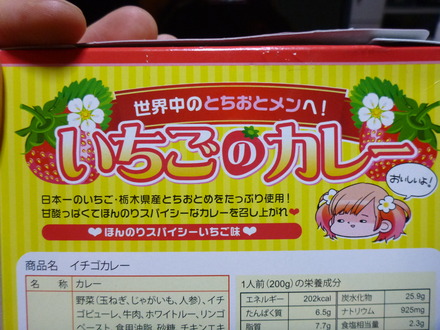 世界中のとちおとメンへ!
いちごのカレー
おいしいよ!
日本一のいちご・栃木県産とちおとめをたっぷり使用!
甘酸っぱくてほんのりスパイシーなカレーを召し上がれ❤
❤ほんのりスパイシーいちご味❤
商品名 イチゴカレー
名 称 カレー
野菜(玉ねぎ、じゃがいも、人参)、イチ
ゴピューレ、牛肉、ホワイトルー、リンゴ
ペースト、食用油脂、砂糖、チキンエキ
1人前(200g)の栄養成分
エネルギー 202kcal 炭水化物 25.9g
たんぱく質 6.5g ナトリウム 925mg
脂質 7.7g 食塩相当量 2.3g